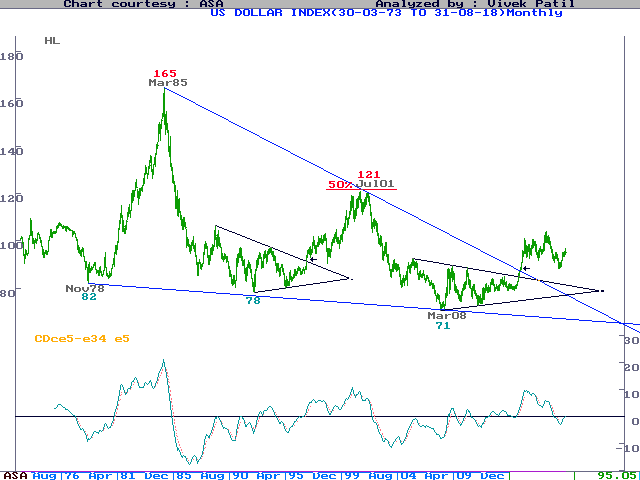 Chart courtesy : ASA Analyzed by : Vivek Patil
US DOLLAR INDEX(30-03-73 TO 31-08-18)Monthly
HL
180
165
Mar85
160
140
121
50% Jul01
120
100
80
Nov78
82
78
Mar08
71
CDce5-e34 e5
30
20
10
0
-10
ASA Aug '76 Apr '81 Dec '85 Aug '90 Apr '95 Dec '99 Aug '04 Apr '09 Dec 95.05